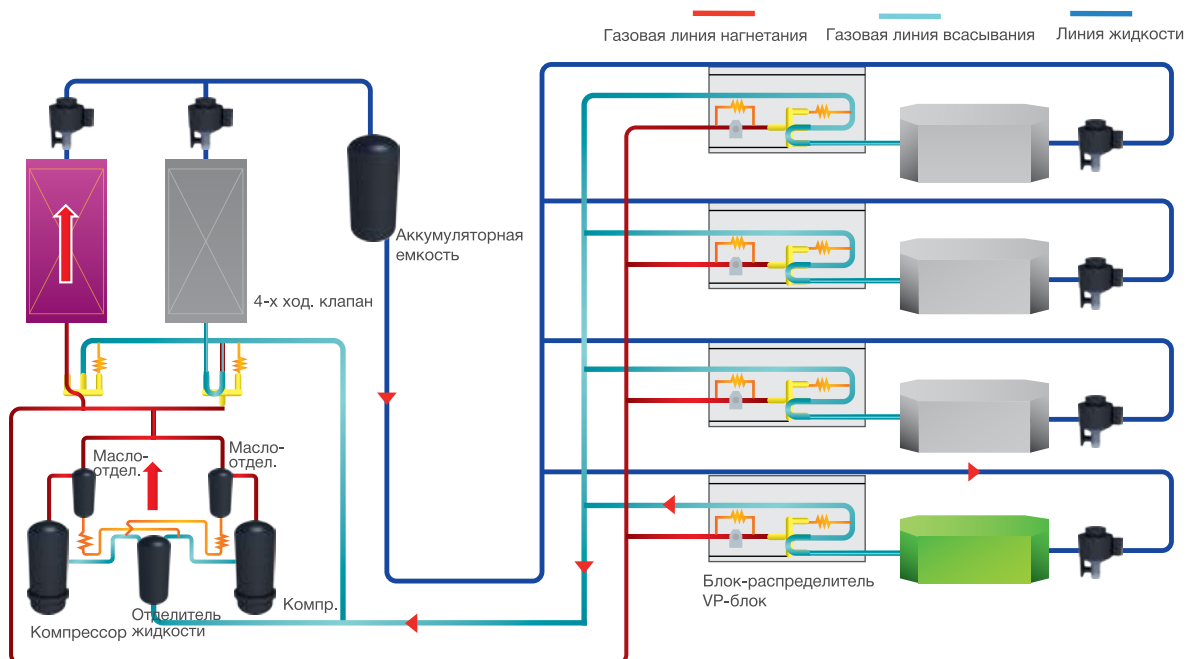 Газовая линия нагнетания
Газовая линия всасывания
Линия жидкости
Аккумуляторная
емкость
4-х ход. клапан
Масло-
отдел.
Масло-
отдел.
Компрессор
Отделитель
жидкости
Компр.
Блок-распределитель
VP-блок